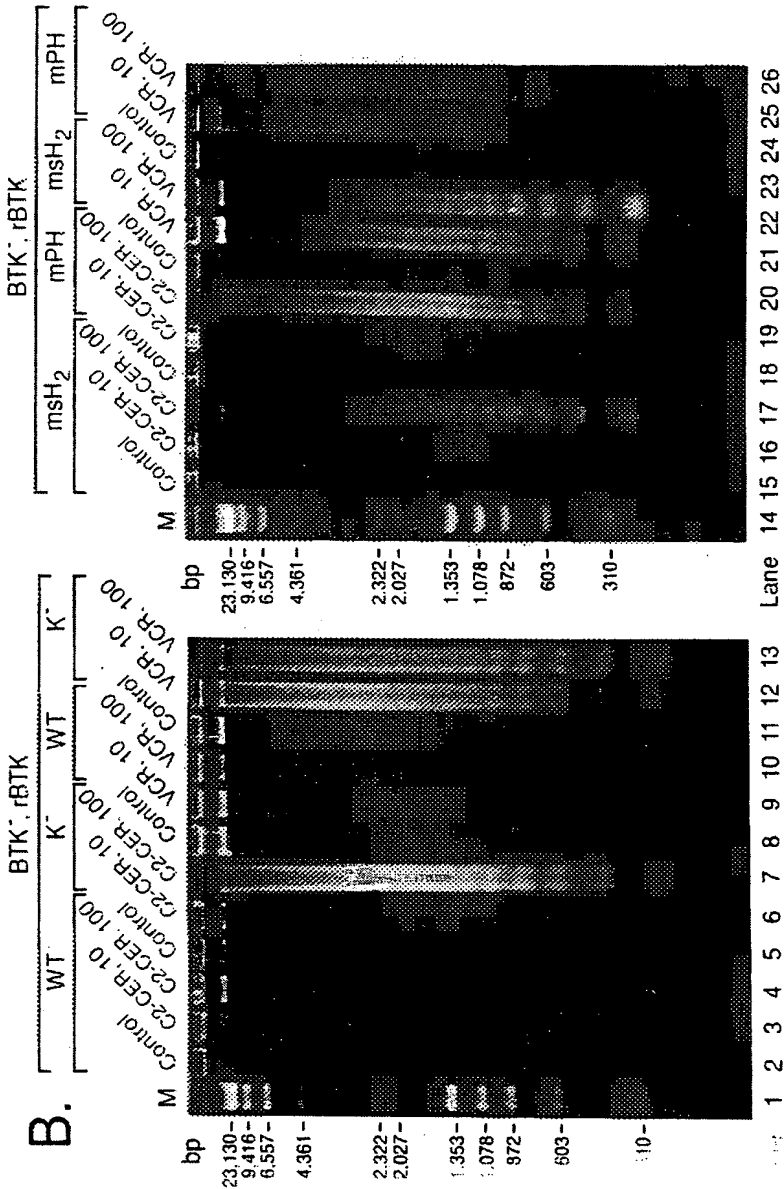 B.
BTK⁻, rBTK
WT K⁻ WT K⁻
Control C2-CER, 10 C2-CER, 100 Control C2-CER, 10 C2-CER, 100 Control VCR, 10 VCR, 100 Control VCR, 10 VCR, 100
bp M
23.130
9.416
6.557
4.361
2.322
2.027
1.353
1.078
972
603
1 2 3 4 5 6 7 8 9 10 11 12 13
BTK⁻, rBTK
msH₂ mPH msH₂ mPH
Control C2-CER, 10 C2-CER, 100 Control C2-CER, 10 C2-CER, 100 Control VCR, 10 VCR, 100 Control VCR, 10 VCR, 100
bp M
23.130
9.416
6.557
4.361
2.322
2.027
1.353
1.078
872
603
310
Lane 14 15 16 17 18 19 20 21 22 23 24 25 26